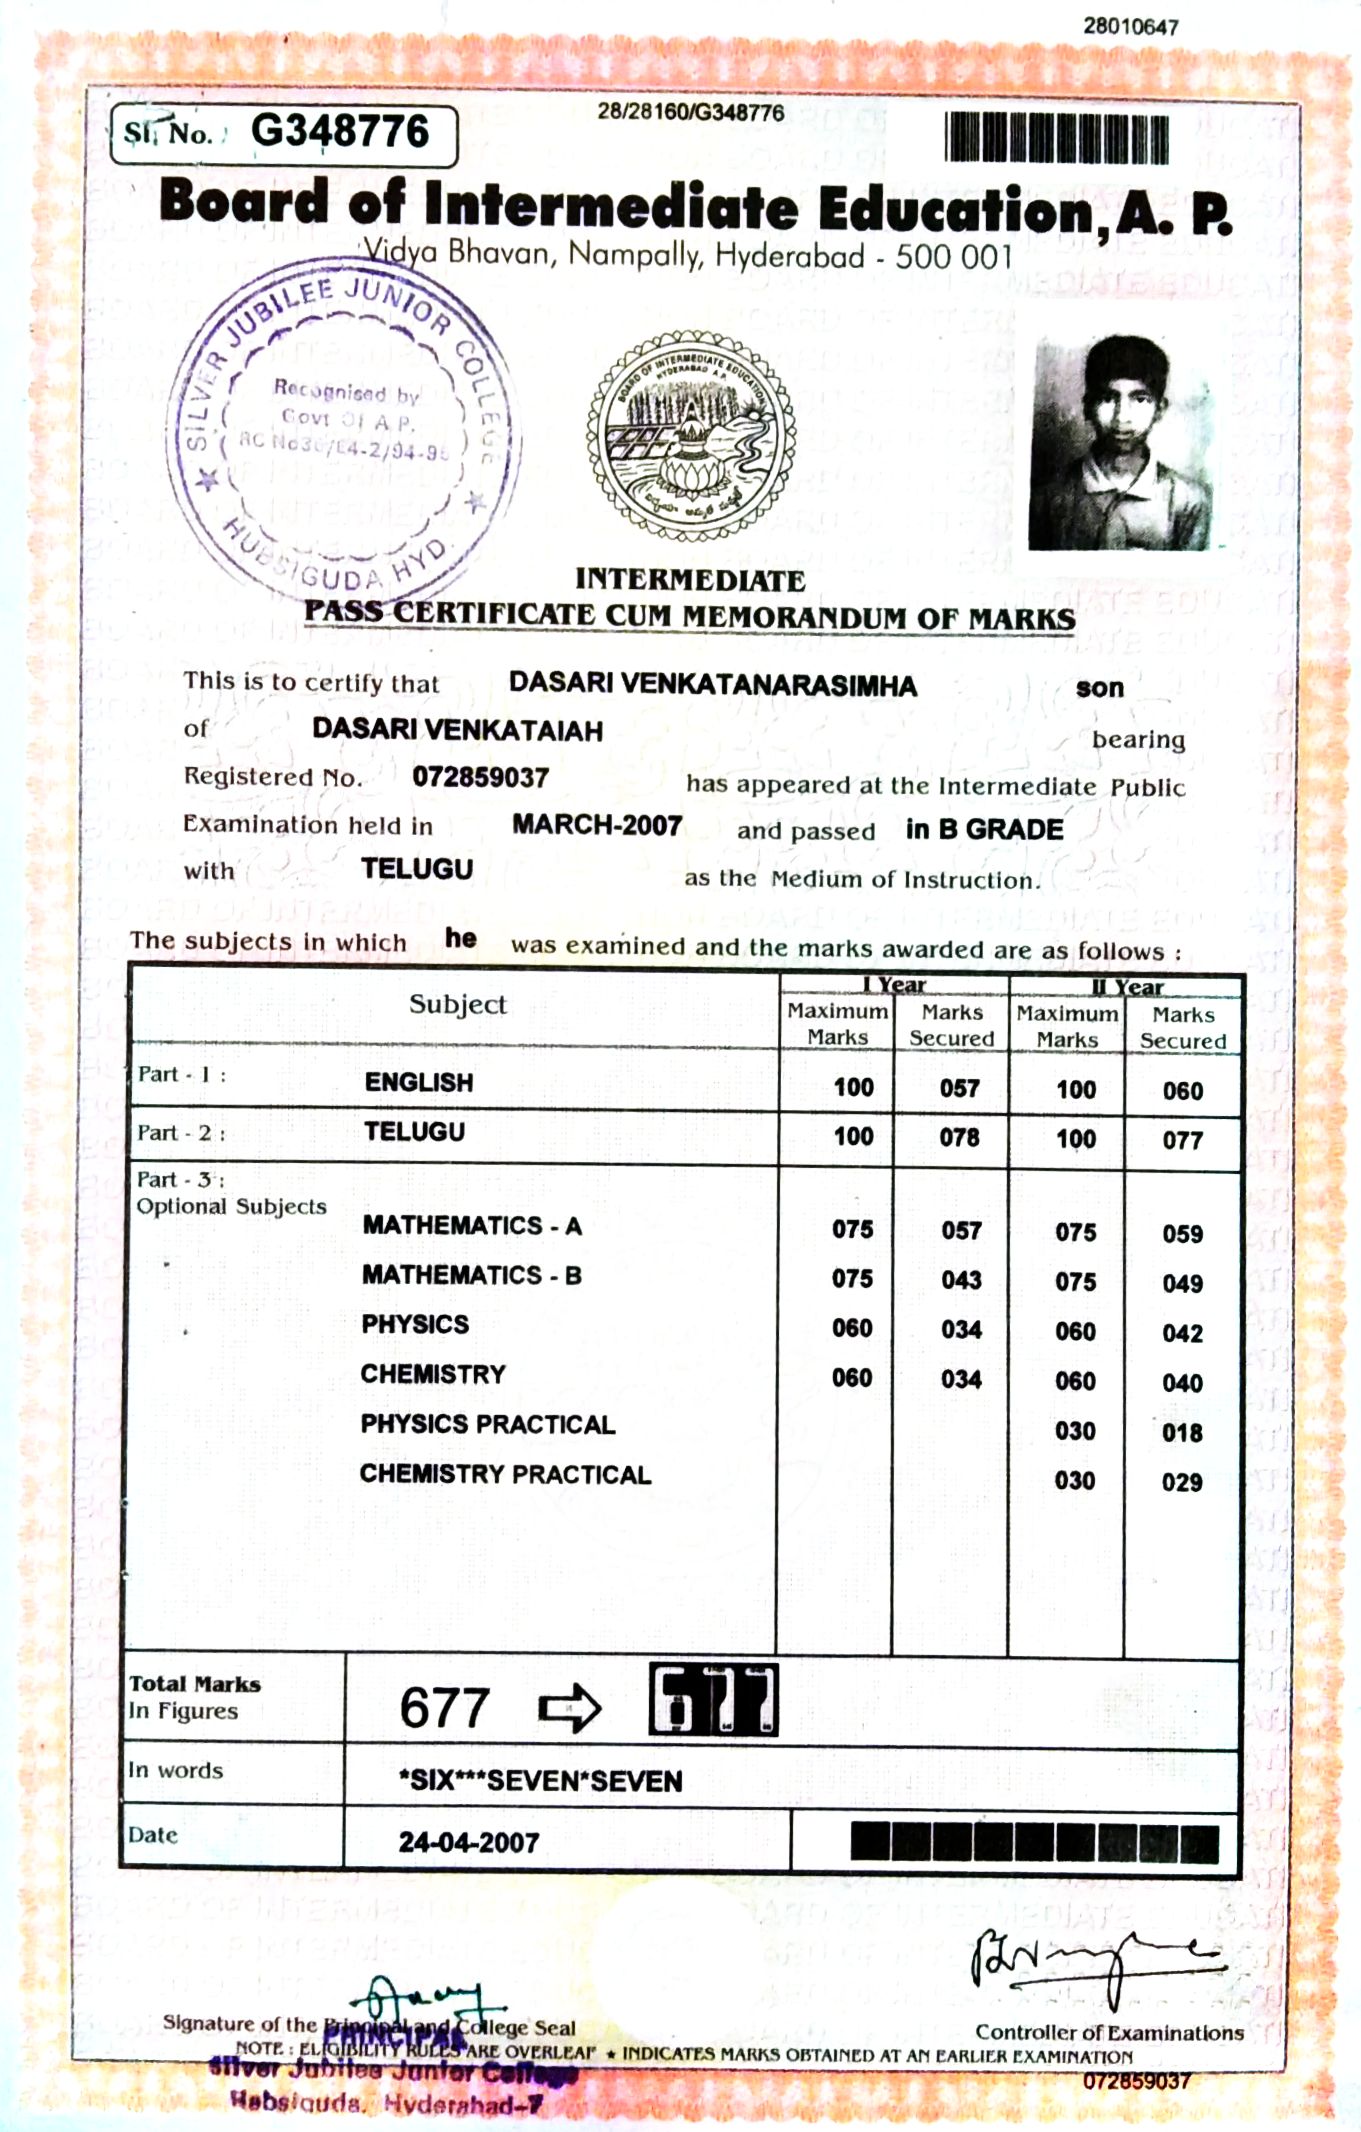 28010647
28/28160/G348776
Sl. No. G348776
Board of Intermediate Education, A. P.
Vidya Bhavan, Nampally, Hyderabad - 500 001
SILVER JUBILEE JUNIOR COLLEGE
Recognised by
Govt Of A.P.
HUBSIGUDA HYD.
BOARD OF INTERMEDIATE EDUCATION
HYDERABAD A.P.
INTERMEDIATE
PASS CERTIFICATE CUM MEMORANDUM OF MARKS
This is to certify that DASARI VENKATANARASIMHA son
of DASARI VENKATAIAH bearing
Registered No. 072859037 has appeared at the Intermediate Public
Examination held in MARCH-2007 and passed in B GRADE
with TELUGU as the Medium of Instruction.
The subjects in which he was examined and the marks awarded are as follows :
Subject I Year II Year
Maximum Marks Marks Secured Maximum Marks Marks Secured
Part - 1 : ENGLISH 100 057 100 060
Part - 2 : TELUGU 100 078 100 077
Part - 3 :
Optional Subjects
MATHEMATICS - A 075 057 075 059
MATHEMATICS - B 075 043 075 049
PHYSICS 060 034 060 042
CHEMISTRY 060 034 060 040
PHYSICS PRACTICAL 030 018
CHEMISTRY PRACTICAL 030 029
Total Marks
In Figures 677 677
In words *SIX***SEVEN*SEVEN
Date 24-04-2007
Signature of the Principal and College Seal
Controller of Examinations
PRINCIPAL
NOTE : ELIGIBILITY RULES ARE OVERLEAF ★ INDICATES MARKS OBTAINED AT AN EARLIER EXAMINATION
Silver Jubilee Junior College
072859037
Habsiguda, Hyderabad-7